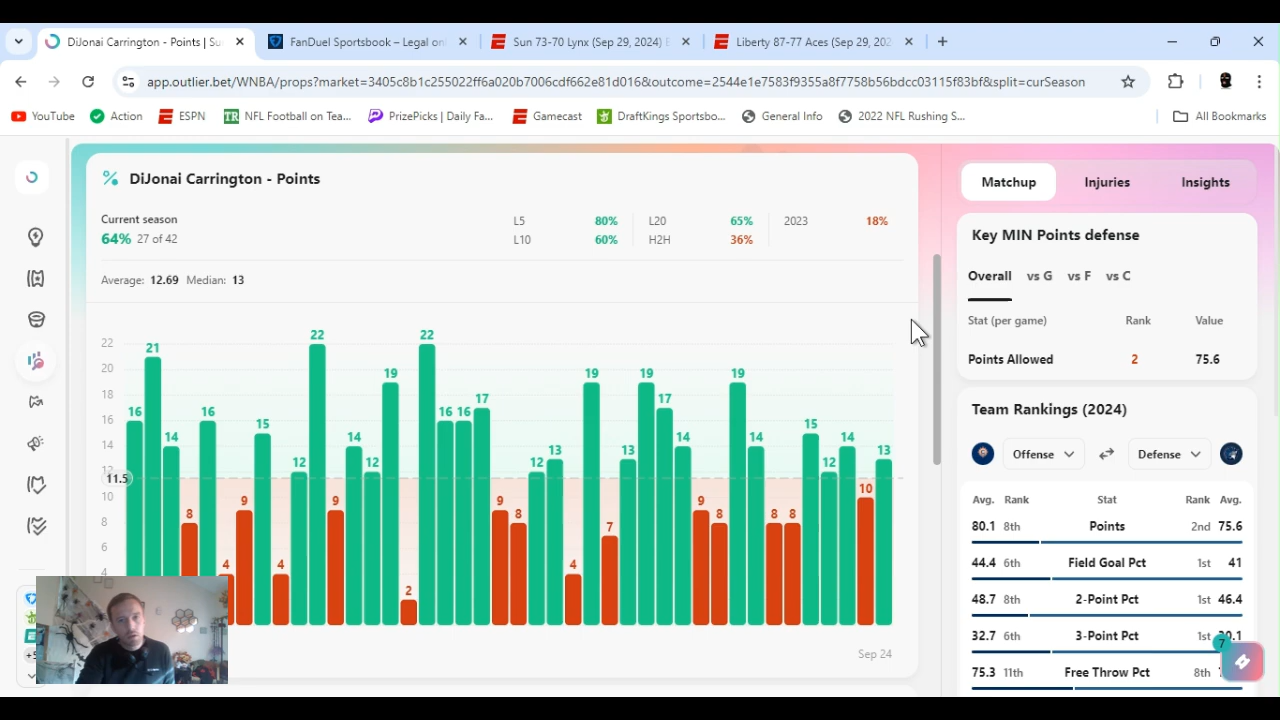 DiJonai Carrington - Points | Su
FanDuel Sportsbook – Legal on
Sun 73-70 Lynx (Sep 29, 2024) E
Liberty 87-77 Aces (Sep 29, 202
app.outlier.bet/WNBA/props?market=3405c8b1c255022ff6a020b7006cdf662e81d016&outcome=2544e1e7583f9355a8f7758b56bdcc03115f83bf&split=curSeason
YouTube
Action
ESPN
NFL Football on Tea...
PrizePicks | Daily Fa...
Gamecast
DraftKings Sportsbo...
General Info
2022 NFL Rushing S...
All Bookmarks
DiJonai Carrington - Points
Current season
64% 27 of 42
L5 80% L20 65% 2023 18%
L10 60% H2H 36%
Average: 12.69 Median: 13
22
20
18
16
14
12
11.5
10
8
6
4
16 21 14 8 16 4 9 15 4 12 22 9 14 12 19 2 22 16 16 17 9 8 12 13 4 19 7 13 19 17 14 9 8 19 14 8 8 15 12 14 10 13
Sep 24
Matchup Injuries Insights
Key MIN Points defense
Overall vs G vs F vs C
Stat (per game) Rank Value
Points Allowed 2 75.6
Team Rankings (2024)
Offense Defense
Avg. Rank Stat Rank Avg.
80.1 8th Points 2nd 75.6
44.4 6th Field Goal Pct 1st 41
48.7 8th 2-Point Pct 1st 46.4
32.7 6th 3-Point Pct 1st
7
75.3 11th Free Throw Pct 8th